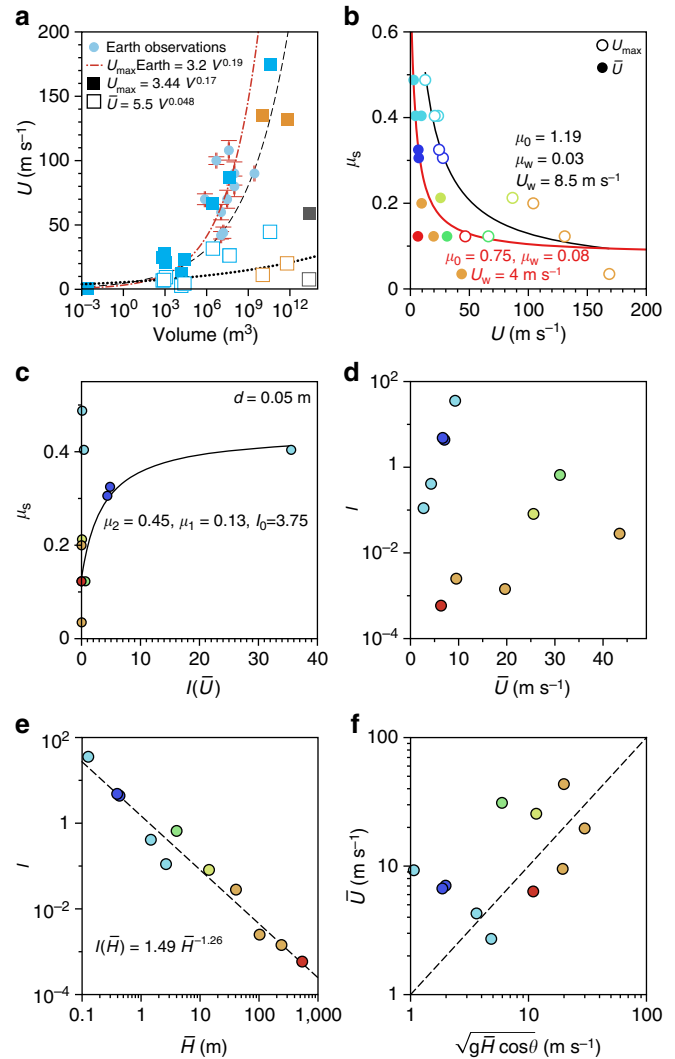 a
200
150
100
50
0
U (m s⁻¹)
Earth observations
U_max Earth = 3.2 V^0.19
U_max = 3.44 V^0.17
Ū = 5.5 V^0.048
10⁻³ 10⁰ 10³ 10⁶ 10⁹ 10¹²
Volume (m³)
b
0.6
0.4
0.2
0
μ_s
U_max
Ū
μ₀ = 1.19
μ_w = 0.03
U_w = 8.5 m s⁻¹
μ₀ = 0.75, μ_w = 0.08
U_w = 4 m s⁻¹
0 50 100 150 200
U (m s⁻¹)
c
d = 0.05 m
0.4
0.2
0
μ_s
μ₂ = 0.45, μ₁ = 0.13, I₀=3.75
0 10 20 30 40
I(Ū)
d
10²
1
10⁻²
10⁻⁴
I
0 10 20 30 40
Ū (m s⁻¹)
e
10²
1
10⁻²
10⁻⁴
I
I(H̄) = 1.49 H̄^−1.26
0.1 1 10 100 1,000
H̄ (m)
f
100
10
1
Ū (m s⁻¹)
1 10 100
√gH̄ cosθ (m s⁻¹)